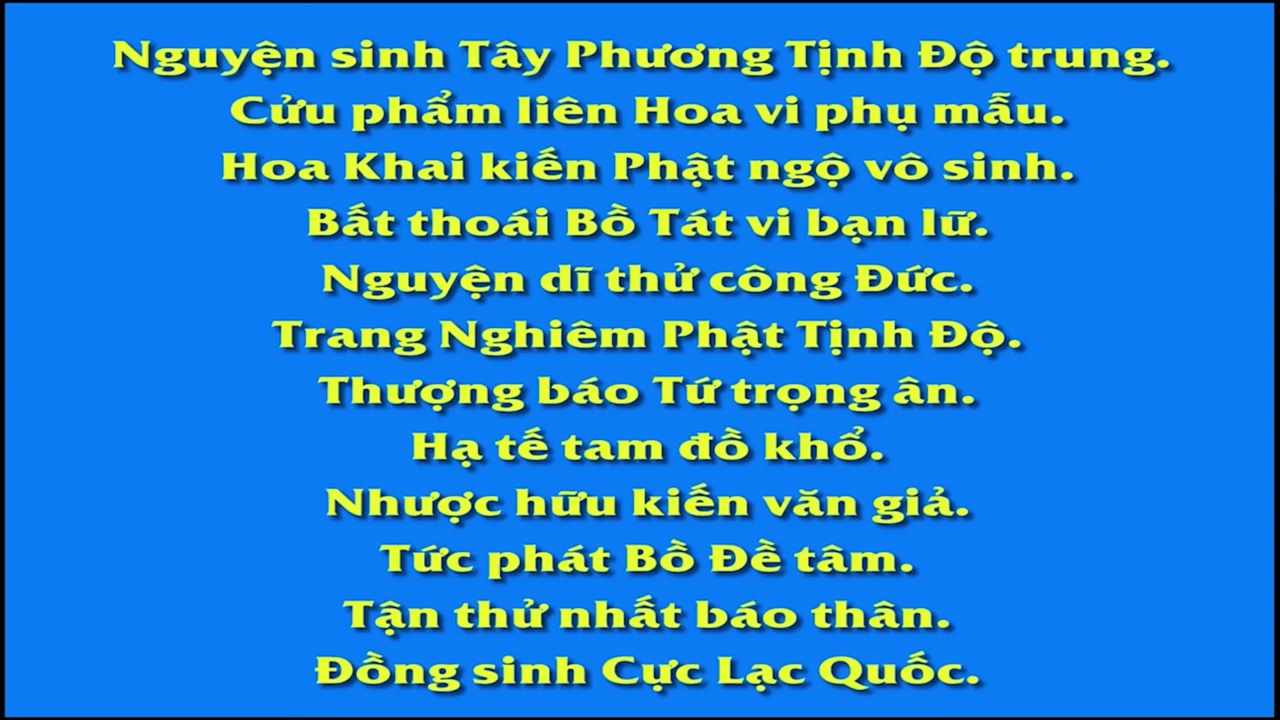 Nguyện sinh Tây Phương Tịnh Độ trung.
Cửu phẩm liên Hoa vi phụ mẫu.
Hoa Khai kiến Phật ngộ vô sinh.
Bất thoái Bồ Tát vi bạn lữ.
Nguyện dĩ thử công Đức.
Trang Nghiêm Phật Tịnh Độ.
Thượng báo Tứ trọng ân.
Hạ tế tam đồ khổ.
Nhược hữu kiến văn giả.
Tức phát Bồ Đề tâm.
Tận thử nhất báo thân.
Đồng sinh Cực Lạc Quốc.